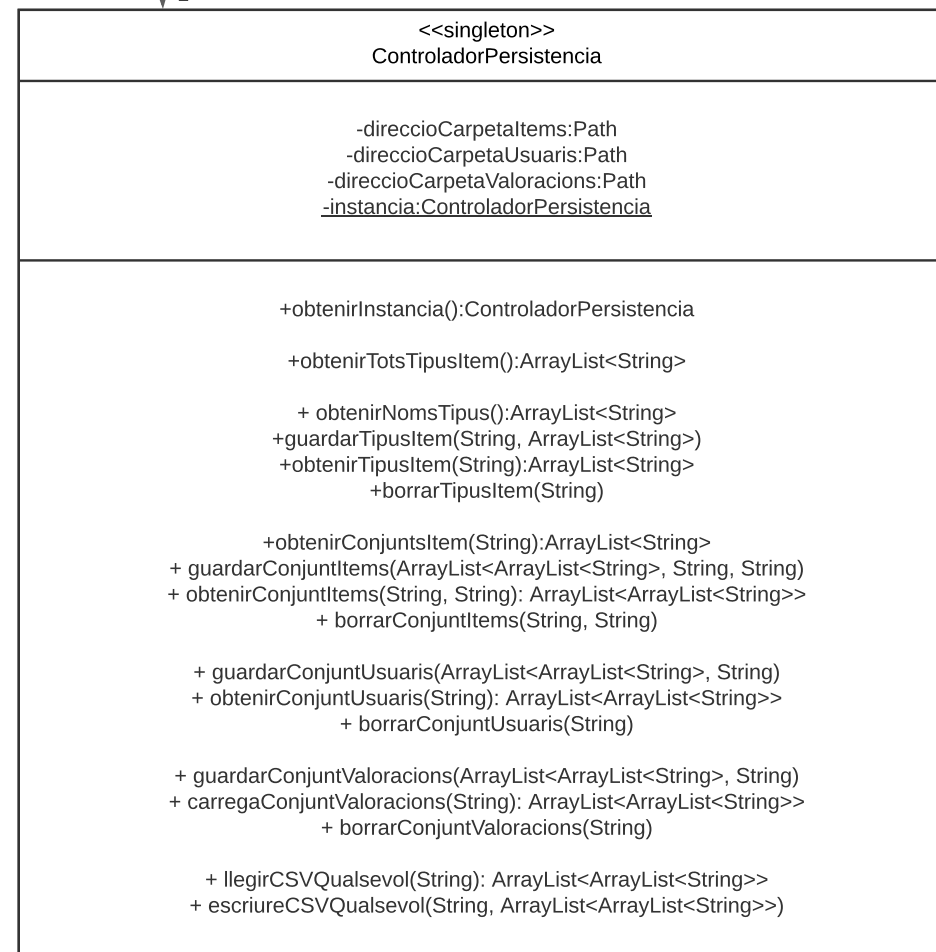 <<singleton>>
ControladorPersistencia
-direccioCarpetaItems:Path
-direccioCarpetaUsuaris:Path
-direccioCarpetaValoracions:Path
-instancia:ControladorPersistencia
+obtenirInstancia():ControladorPersistencia
+obtenirTotsTipusItem():ArrayList<String>
+ obtenirNomsTipus():ArrayList<String>
+guardarTipusItem(String, ArrayList<String>)
+obtenirTipusItem(String):ArrayList<String>
+borrarTipusItem(String)
+obtenirConjuntsItem(String):ArrayList<String>
+ guardarConjuntItems(ArrayList<ArrayList<String>, String, String)
+ obtenirConjuntItems(String, String): ArrayList<ArrayList<String>>
+ borrarConjuntItems(String, String)
+ guardarConjuntUsuaris(ArrayList<ArrayList<String>, String)
+ obtenirConjuntUsuaris(String): ArrayList<ArrayList<String>>
+ borrarConjuntUsuaris(String)
+ guardarConjuntValoracions(ArrayList<ArrayList<String>, String)
+ carregaConjuntValoracions(String): ArrayList<ArrayList<String>>
+ borrarConjuntValoracions(String)
+ llegirCSVQualsevol(String): ArrayList<ArrayList<String>>
+ escriureCSVQualsevol(String, ArrayList<ArrayList<String>>)